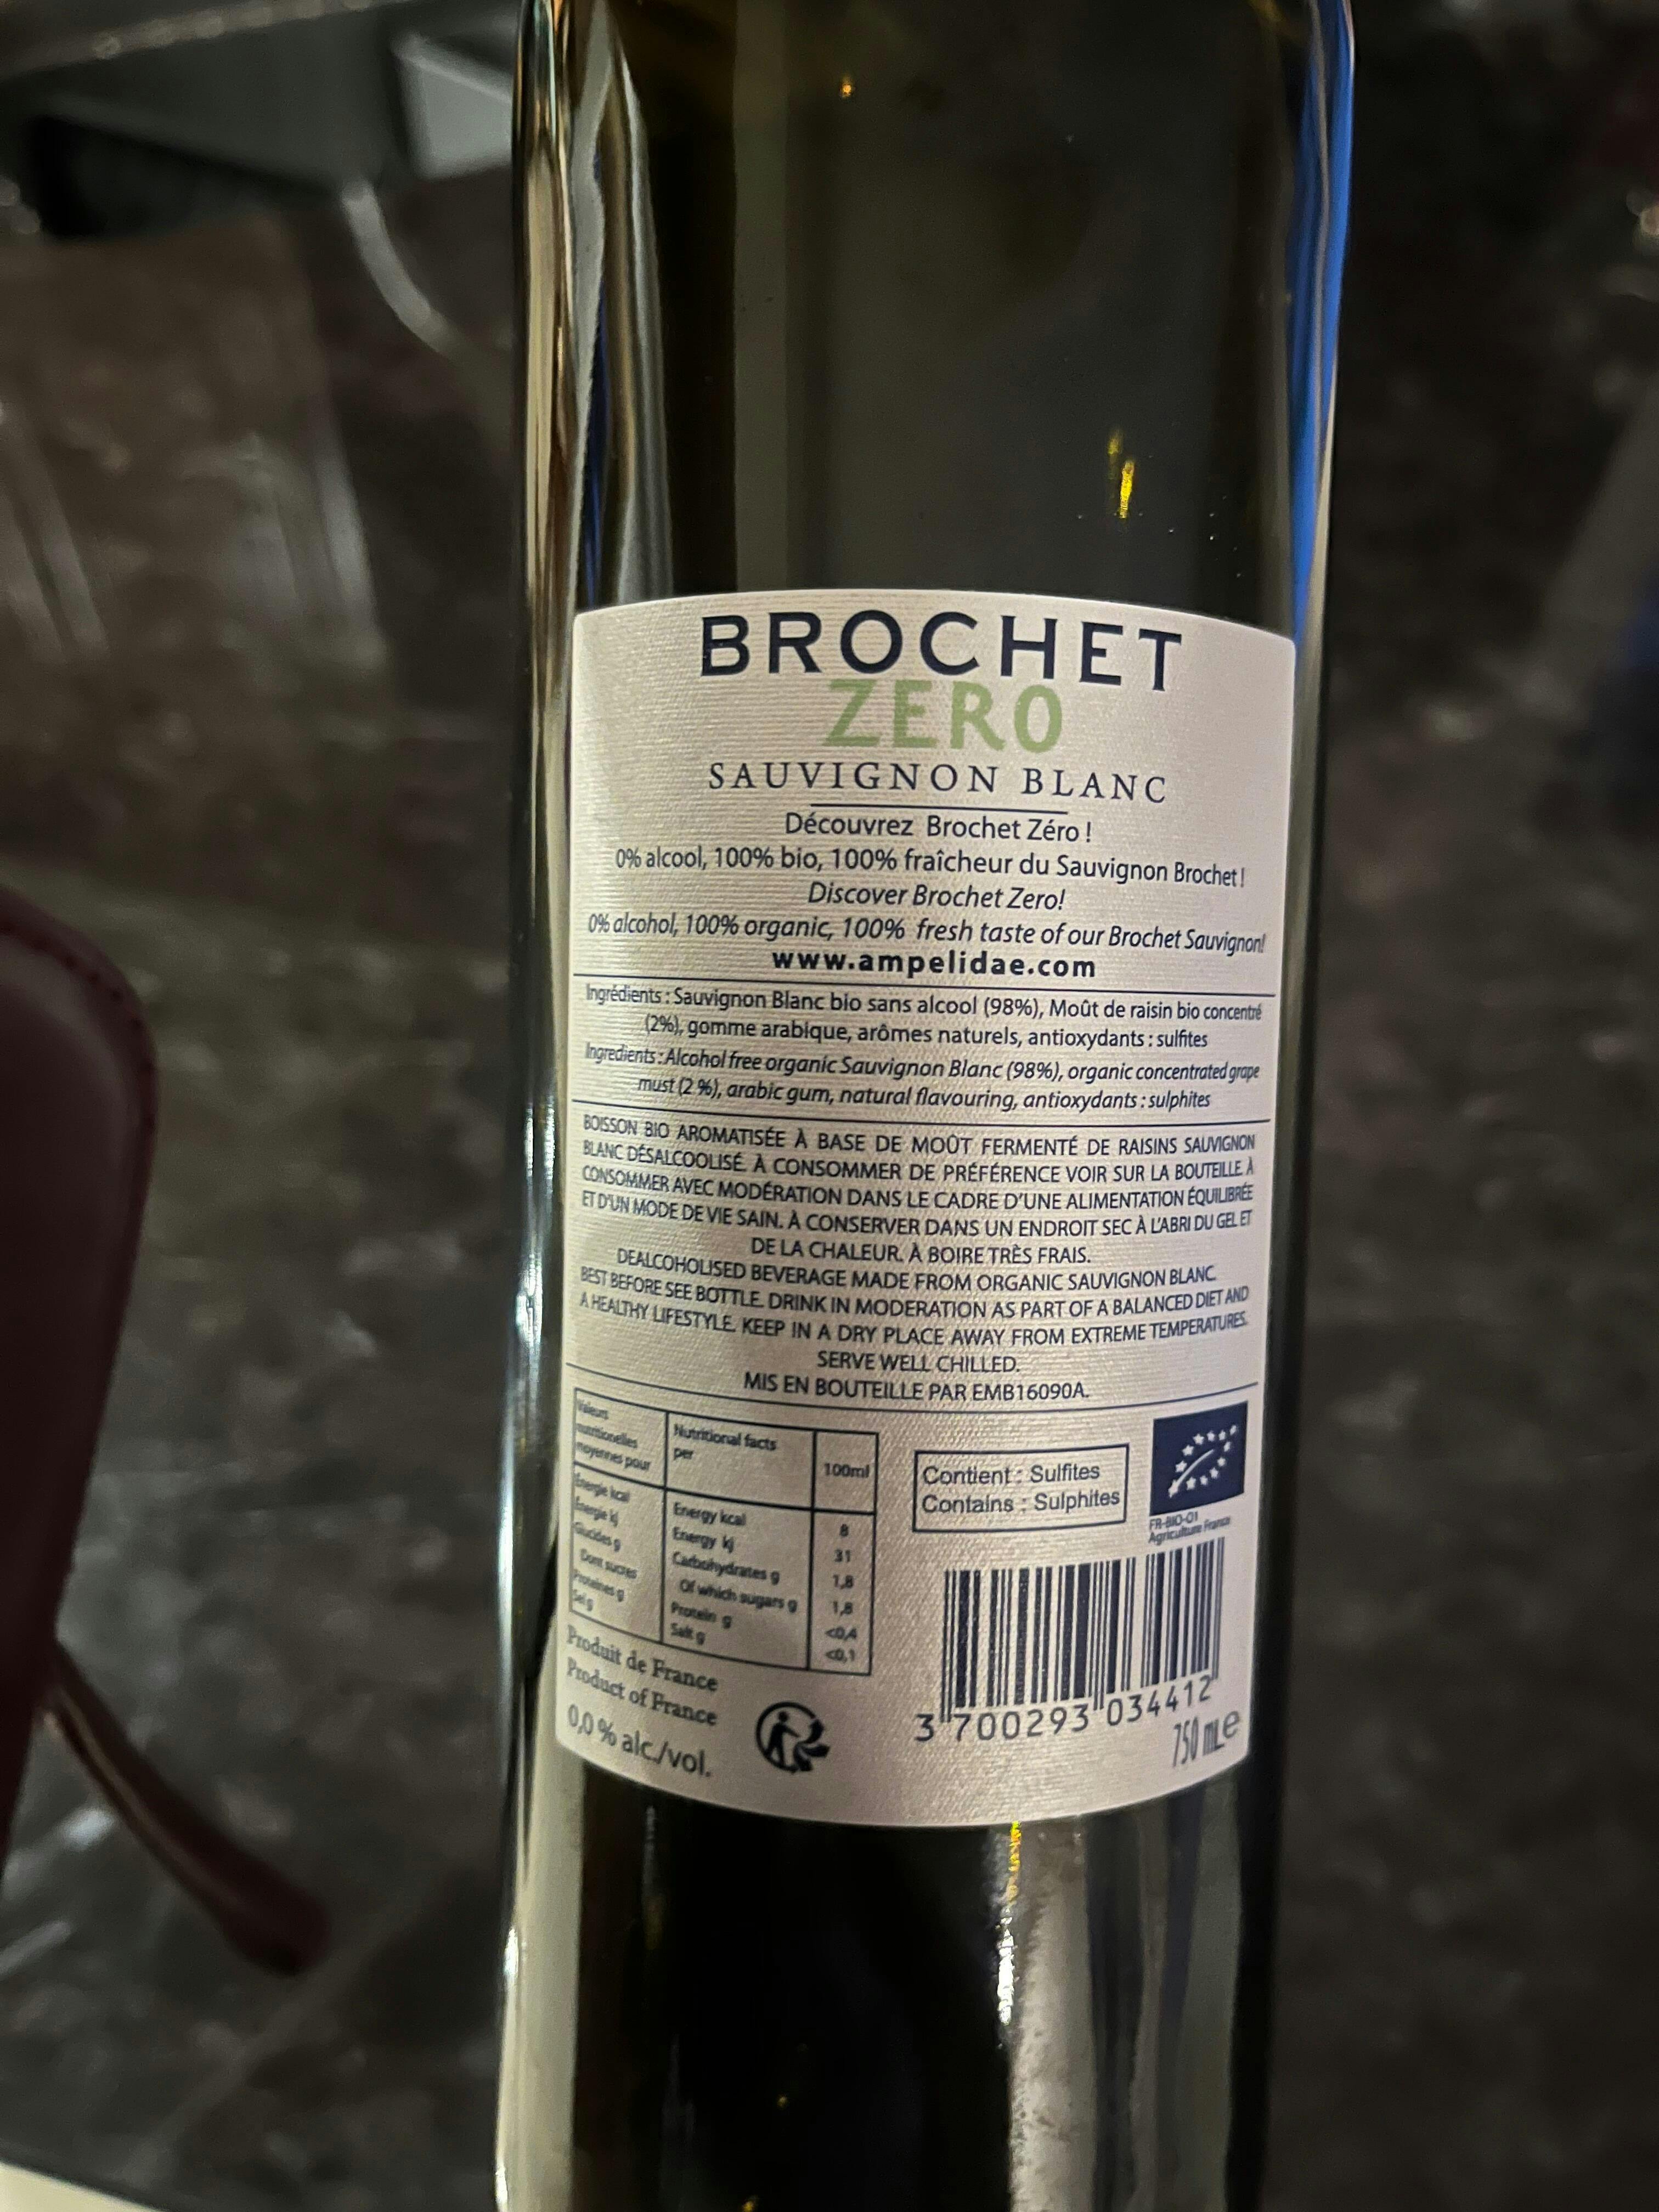 BROCHET
ZERO
SAUVIGNON BLANC
Découvrez Brochet Zéro !
0% alcool, 100% bio, 100% fraîcheur du Sauvignon Brochet !
Discover Brochet Zero!
0% alcohol, 100% organic, 100% fresh taste of our Brochet Sauvignon!
www.ampelidae.com
Ingrédients : Sauvignon Blanc bio sans alcool (98%), Moût de raisin bio concentré
(2%), gomme arabique, arômes naturels, antioxydants : sulfites
Ingredients : Alcohol free organic Sauvignon Blanc (98%), organic concentrated grape
must (2 %), arabic gum, natural flavouring, antioxydants : sulphites
BOISSON BIO AROMATISÉE À BASE DE MOÛT FERMENTÉ DE RAISINS SAUVIGNON
BLANC DÉSALCOOLISÉ. À CONSOMMER DE PRÉFÉRENCE VOIR SUR LA BOUTEILLE. À
CONSOMMER AVEC MODÉRATION DANS LE CADRE D'UNE ALIMENTATION ÉQUILIBRÉE
ET D'UN MODE DE VIE SAIN. À CONSERVER DANS UN ENDROIT SEC À L'ABRI DU GEL ET
DE LA CHALEUR. À BOIRE TRÈS FRAIS.
DEALCOHOLISED BEVERAGE MADE FROM ORGANIC SAUVIGNON BLANC.
BEST BEFORE SEE BOTTLE. DRINK IN MODERATION AS PART OF A BALANCED DIET AND
A HEALTHY LIFESTYLE. KEEP IN A DRY PLACE AWAY FROM EXTREME TEMPERATURES.
SERVE WELL CHILLED.
MIS EN BOUTEILLE PAR EMB16090A.
Valeurs
nutritionelles
moyennes pour
Nutritional facts
per
100ml
Énergie kcal Energy kcal 8
Énergie kj Energy kj 31
Glucides g Carbohydrates g 1,8
Dont sucres Of which sugars g 1,8
Protéines g Protein g <0,4
Sel g Salt g <0,1
Contient : Sulfites
Contains : Sulphites
FR-BIO-01
Agriculture France
Produit de France
Product of France
0,0 % alc./vol.
3 700293 034412
750 mLe